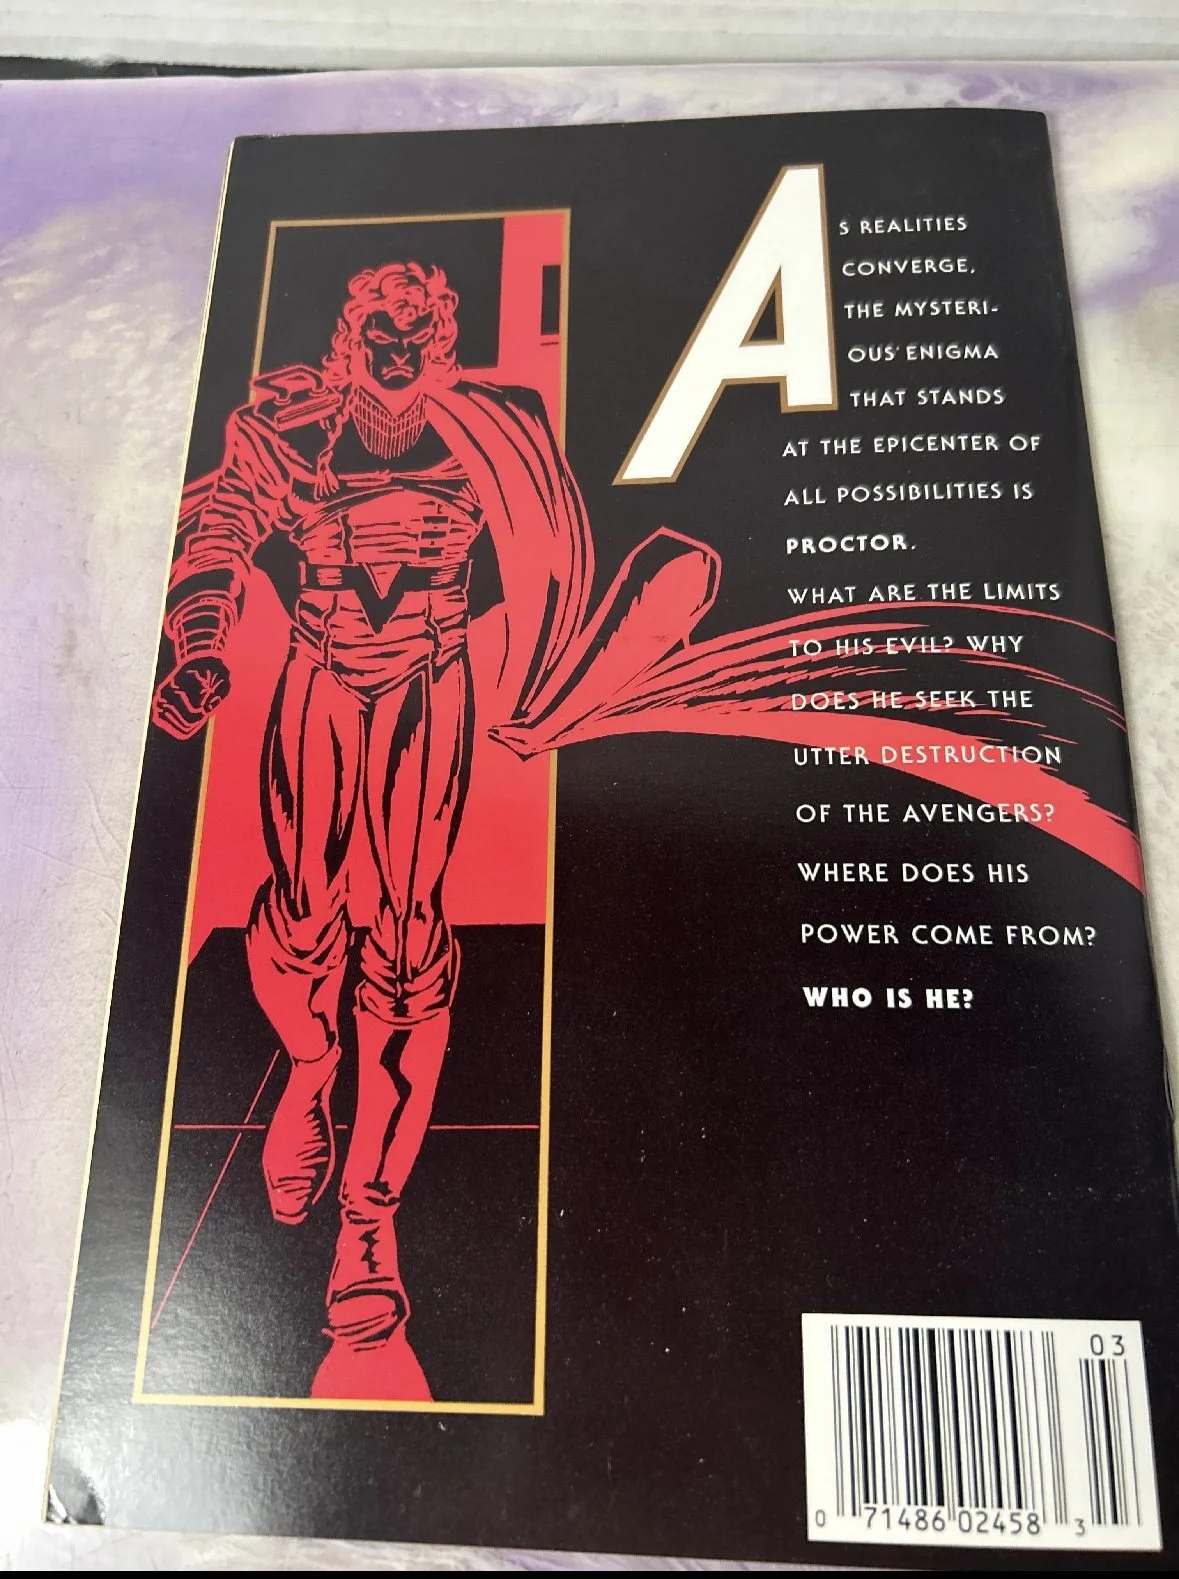 AS REALITIES
CONVERGE,
THE MYSTERI-
OUS ENIGMA
THAT STANDS
AT THE EPICENTER OF
ALL POSSIBILITIES IS
PROCTOR.
WHAT ARE THE LIMITS
TO HIS EVIL? WHY
DOES HE SEEK THE
UTTER DESTRUCTION
OF THE AVENGERS?
WHERE DOES HIS
POWER COME FROM?
WHO IS HE?
03
0 71486 02458 3